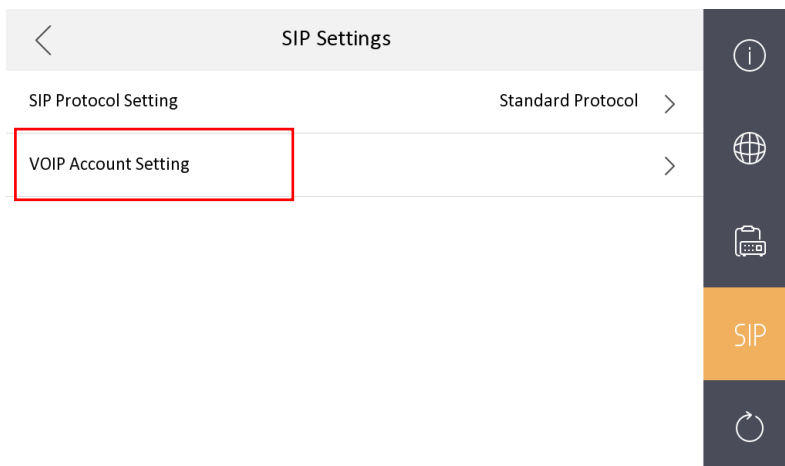 SIP Settings
SIP Protocol Setting Standard Protocol
VOIP Account Setting
SIP